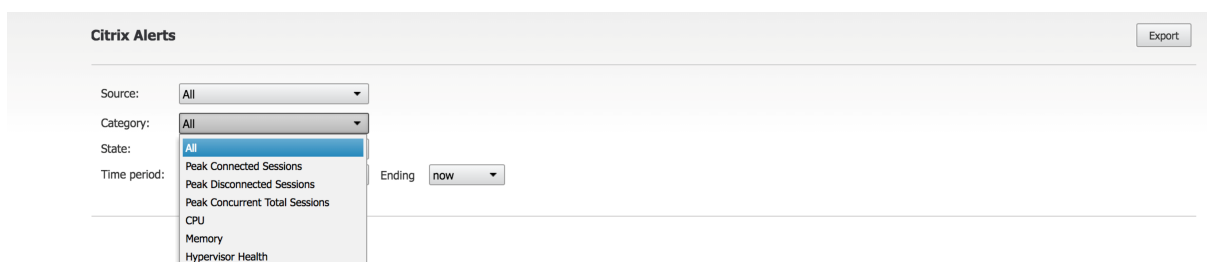 Citrix Alerts
Export
Source: All
Category: All
State:
All
Peak Connected Sessions
Time period:
Ending now
Peak Disconnected Sessions
Peak Concurrent Total Sessions
CPU
Memory
Hypervisor Health